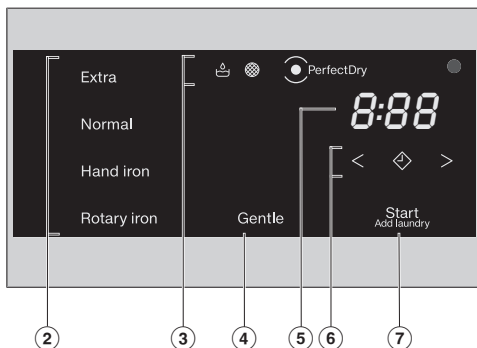 Extra
PerfectDry
Normal
8:88
Hand iron
< >
Rotary iron
Gentle
Start
Add laundry
2 3 4 5 6 7